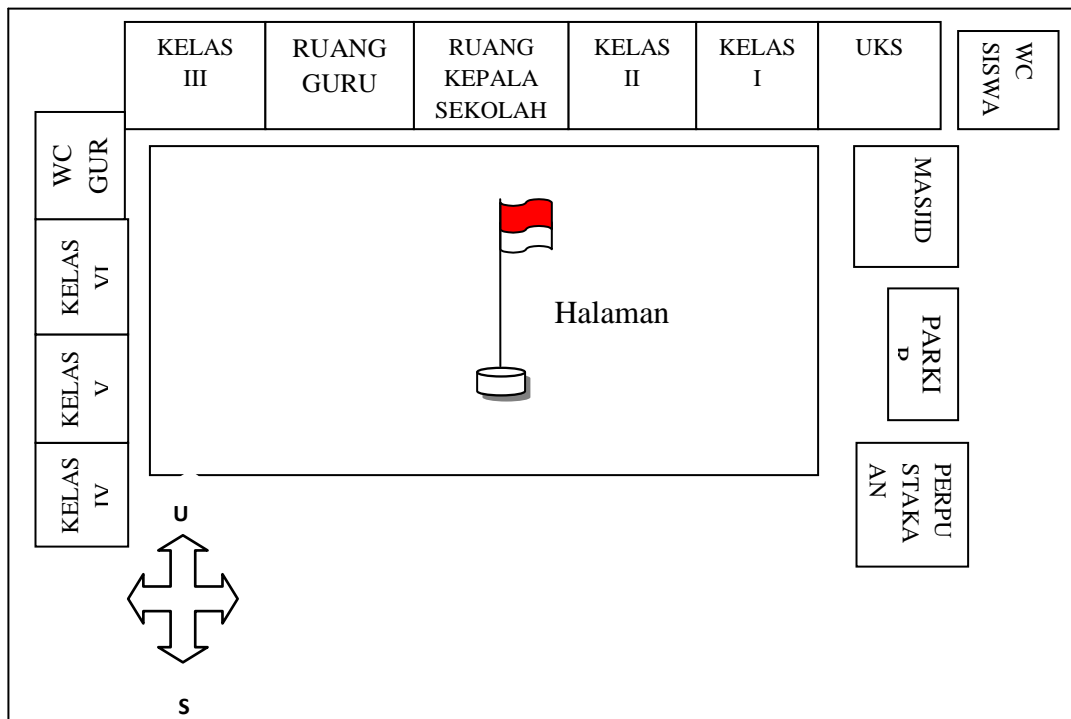 KELAS
III
RUANG
GURU
RUANG
KEPALA
SEKOLAH
KELAS
II
KELAS
I
UKS
WC
SISWA
WC
GUR
KELAS
VI
KELAS
V
KELAS
IV
Halaman
MASJID
PARKI
R
PERPU
STAKA
AN
U
S